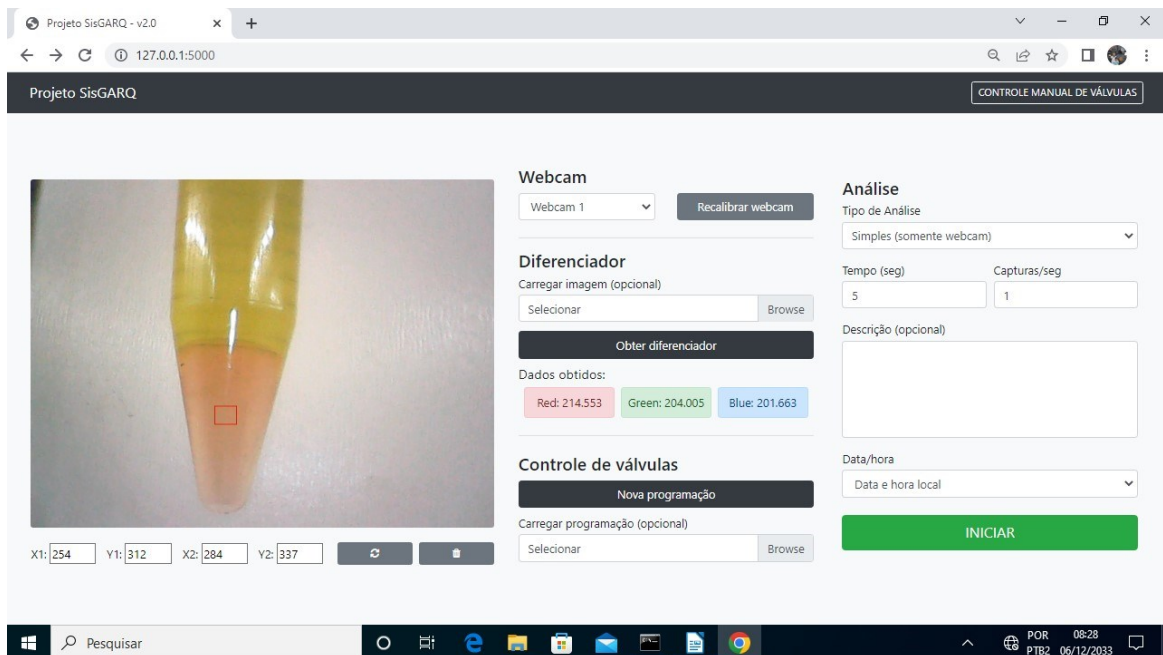 Projeto SisGARQ - v2.0
127.0.0.1:5000
Projeto SisGARQ
CONTROLE MANUAL DE VÁLVULAS
Webcam
Webcam 1
Recalibrar webcam
Diferenciador
Carregar imagem (opcional)
Selecionar
Browse
Obter diferenciador
Dados obtidos:
Red: 214.553
Green: 204.005
Blue: 201.663
Controle de válvulas
Nova programação
Carregar programação (opcional)
Selecionar
Browse
Análise
Tipo de Análise
Simples (somente webcam)
Tempo (seg)
Capturas/seg
5
1
Descrição (opcional)
Data/hora
Data e hora local
INICIAR
X1: 254
Y1: 312
X2: 284
Y2: 337
Pesquisar
POR
PTB2
08:28
06/12/2033